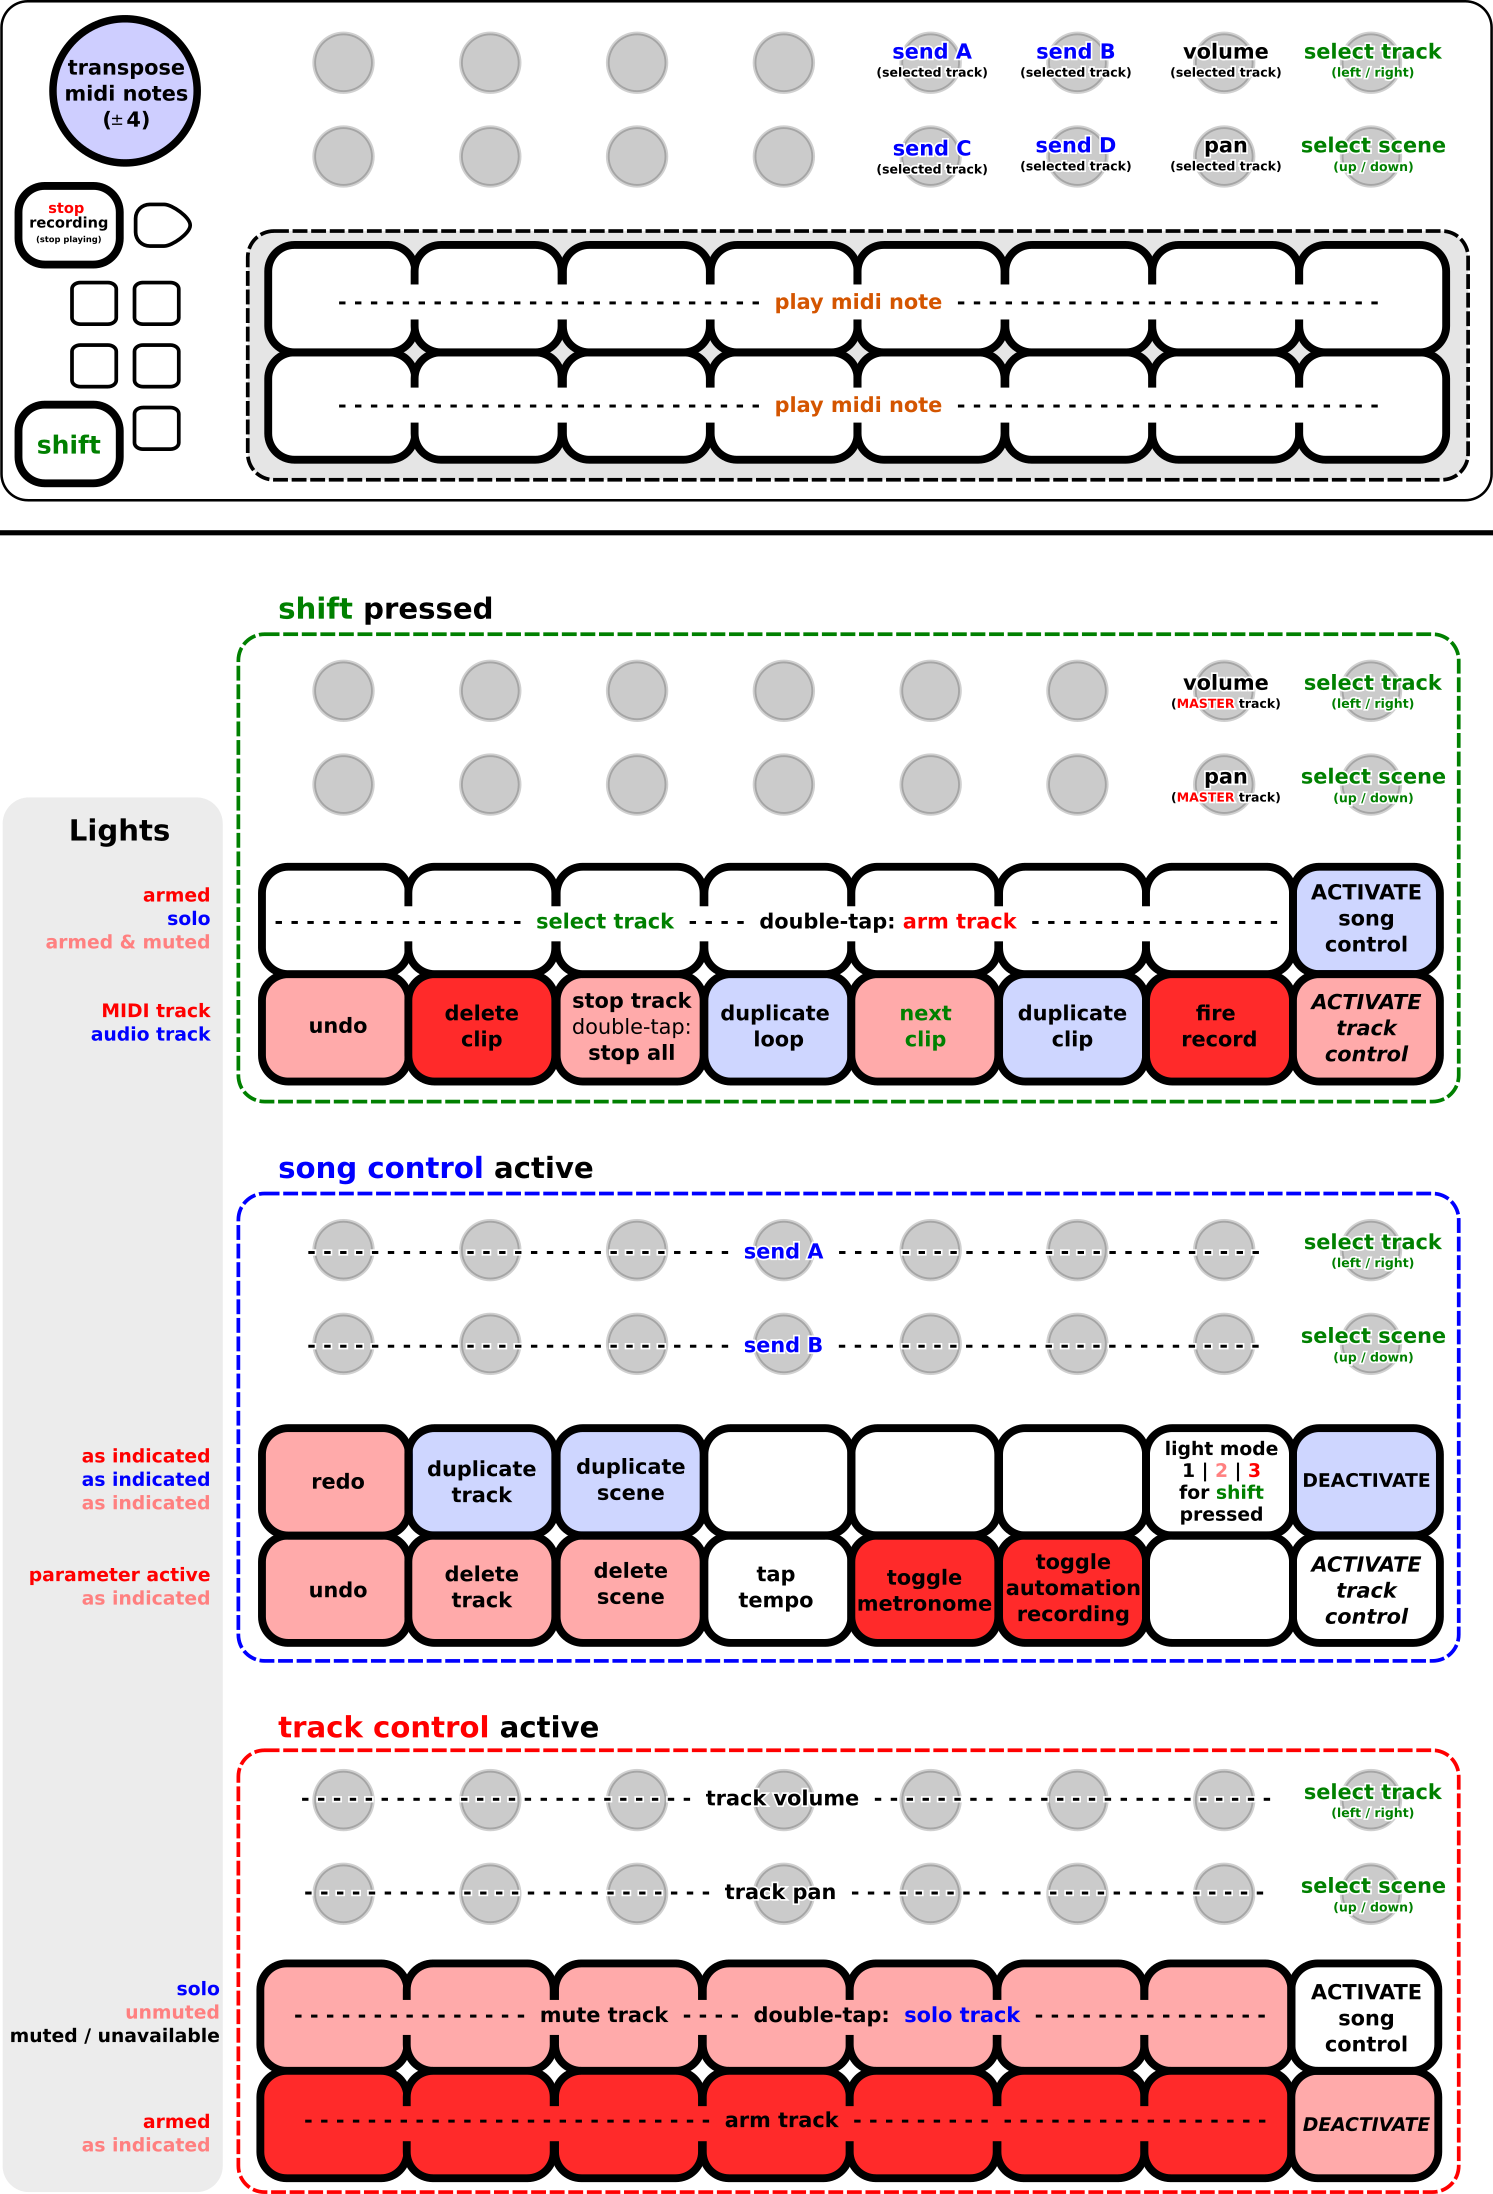 transpose
midi notes
(±4)
send A
(selected track)
send B
(selected track)
volume
(selected track)
select track
(left / right)
send C
(selected track)
send D
(selected track)
pan
(selected track)
select scene
(up / down)
stop
recording
(stop playing)
play midi note
play midi note
shift
shift pressed
volume
(MASTER track)
select track
(left / right)
pan
(MASTER track)
select scene
(up / down)
Lights
armed
solo
armed & muted
select track
double-tap: arm track
ACTIVATE
song
control
MIDI track
audio track
undo
delete
clip
stop track
double-tap:
stop all
duplicate
loop
next
clip
duplicate
clip
fire
record
ACTIVATE
track
control
song control active
send A
select track
(left / right)
send B
select scene
(up / down)
as indicated
as indicated
as indicated
redo
duplicate
track
duplicate
scene
light mode
1 | 2 | 3
for shift
pressed
DEACTIVATE
parameter active
as indicated
undo
delete
track
delete
scene
tap
tempo
toggle
metronome
toggle
automation
recording
ACTIVATE
track
control
track control active
track volume
select track
(left / right)
track pan
select scene
(up / down)
solo
unmuted
muted / unavailable
mute track
double-tap: solo track
ACTIVATE
song
control
armed
as indicated
arm track
DEACTIVATE